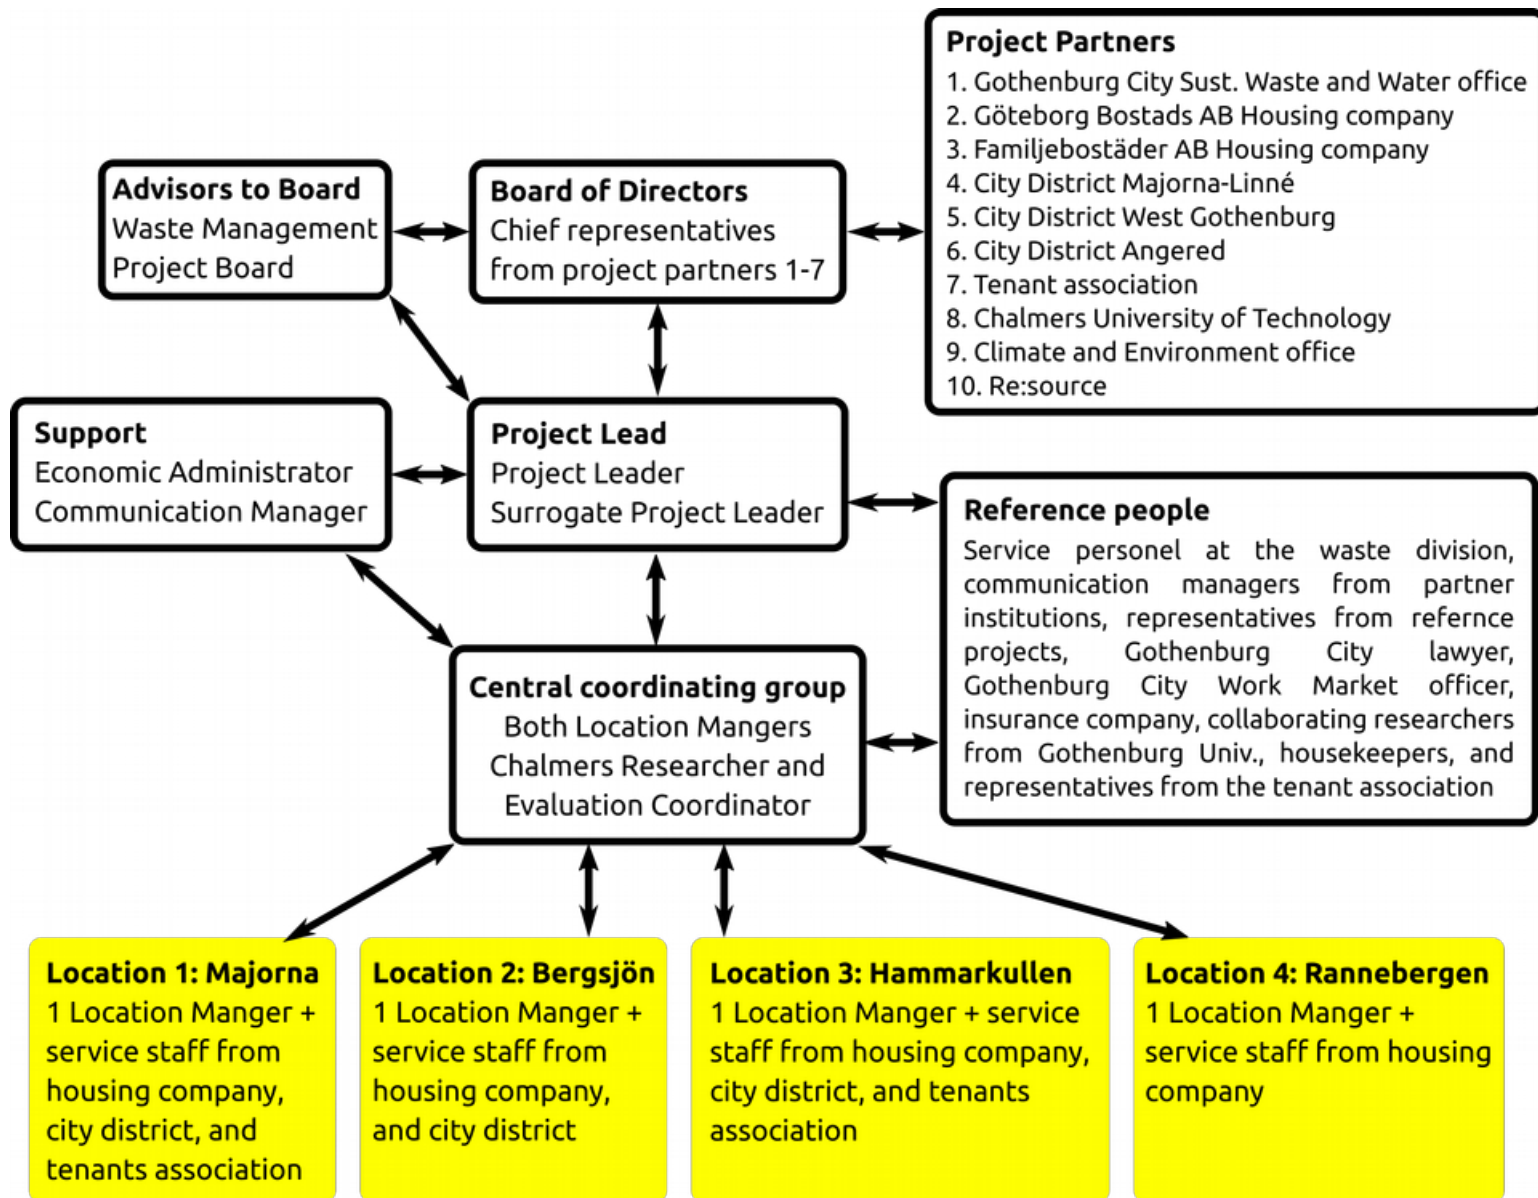 Project Partners
1. Gothenburg City Sust. Waste and Water office
2. Göteborg Bostads AB Housing company
3. Familjebostäder AB Housing company
4. City District Majorna-Linné
5. City District West Gothenburg
6. City District Angered
7. Tenant association
8. Chalmers University of Technology
9. Climate and Environment office
10. Re:source
Advisors to Board
Waste Management
Project Board
Board of Directors
Chief representatives
from project partners 1-7
Support
Economic Administrator
Communication Manager
Project Lead
Project Leader
Surrogate Project Leader
Reference people
Service personel at the waste division,
communication managers from partner
institutions, representatives from refernce
projects, Gothenburg City lawyer,
Gothenburg City Work Market officer,
insurance company, collaborating researchers
from Gothenburg Univ., housekeepers, and
representatives from the tenant association
Central coordinating group
Both Location Mangers
Chalmers Researcher and
Evaluation Coordinator
Location 1: Majorna
1 Location Manger +
service staff from
housing company,
city district, and
tenants association
Location 2: Bergsjön
1 Location Manger +
service staff from
housing company,
and city district
Location 3: Hammarkullen
1 Location Manger + service
staff from housing company,
city district, and tenants
association
Location 4: Rannebergen
1 Location Manger +
service staff from housing
company